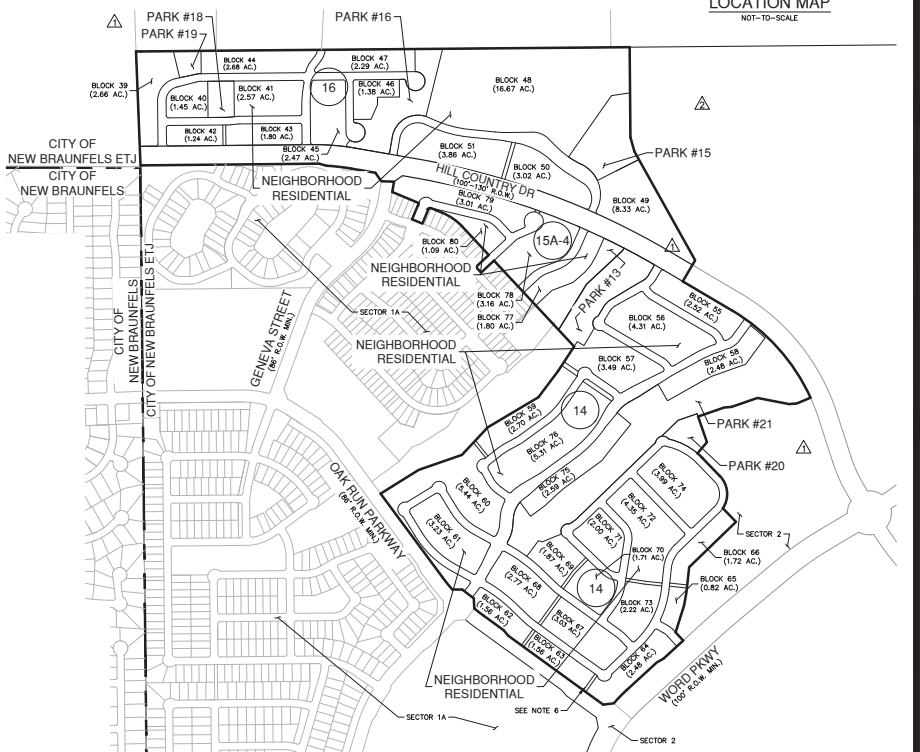 LOCATION MAP
NOT-TO-SCALE
1
PARK #18
PARK #19
PARK #16
BLOCK 39
(2.66 AC.)
BLOCK 44
(2.68 AC.)
BLOCK 47
(2.29 AC.)
BLOCK 40
(1.45 AC.)
BLOCK 41
(2.57 AC.)
16
BLOCK 46
(1.38 AC.)
BLOCK 48
(16.67 AC.)
2
BLOCK 42
(1.24 AC.)
BLOCK 43
(1.80 AC.)
BLOCK 45
(2.47 AC.)
BLOCK 51
(3.86 AC.)
BLOCK 50
(3.02 AC.)
PARK #15
CITY OF
NEW BRAUNFELS ETJ
CITY OF
NEW BRAUNFELS
NEIGHBORHOOD
RESIDENTIAL
HILL COUNTRY DR
(100'-130' R.O.W.)
BLOCK 79
(3.01 AC.)
BLOCK 49
(8.33 AC.)
BLOCK 80
(1.09 AC.)
15A-4
1
NEIGHBORHOOD
RESIDENTIAL
BLOCK 78
(3.16 AC.)
BLOCK 77
(1.80 AC.)
PARK #13
CITY OF
NEW BRAUNFELS
CITY OF NEW BRAUNFELS ETJ
GENEVA STREET
(86' R.O.W. MIN.)
SECTOR 1A
BLOCK 55
(2.52 AC.)
BLOCK 56
(4.31 AC.)
NEIGHBORHOOD
RESIDENTIAL
BLOCK 57
(3.49 AC.)
BLOCK 58
(2.48 AC.)
BLOCK 59
(2.70 AC.)
14
PARK #21
BLOCK 76
(5.31 AC.)
1
PARK #20
OAK RUN PARKWAY
(86' R.O.W. MIN.)
BLOCK 60
(5.44 AC.)
BLOCK 75
(2.59 AC.)
BLOCK 74
(3.99 AC.)
BLOCK 61
(3.23 AC.)
BLOCK 71
(2.00 AC.)
BLOCK 72
(4.35 AC.)
SECTOR 2
BLOCK 66
(1.72 AC.)
BLOCK 70
(1.71 AC.)
BLOCK 69
(1.87 AC.)
BLOCK 68
(2.77 AC.)
14
BLOCK 65
(0.82 AC.)
BLOCK 62
(1.56 AC.)
BLOCK 67
(3.03 AC.)
BLOCK 73
(2.22 AC.)
BLOCK 63
(1.56 AC.)
BLOCK 64
(2.48 AC.)
NEIGHBORHOOD
RESIDENTIAL
WORD PKWY
(100' R.O.W. MIN.)
SEE NOTE 6
SECTOR 1A
SECTOR 2